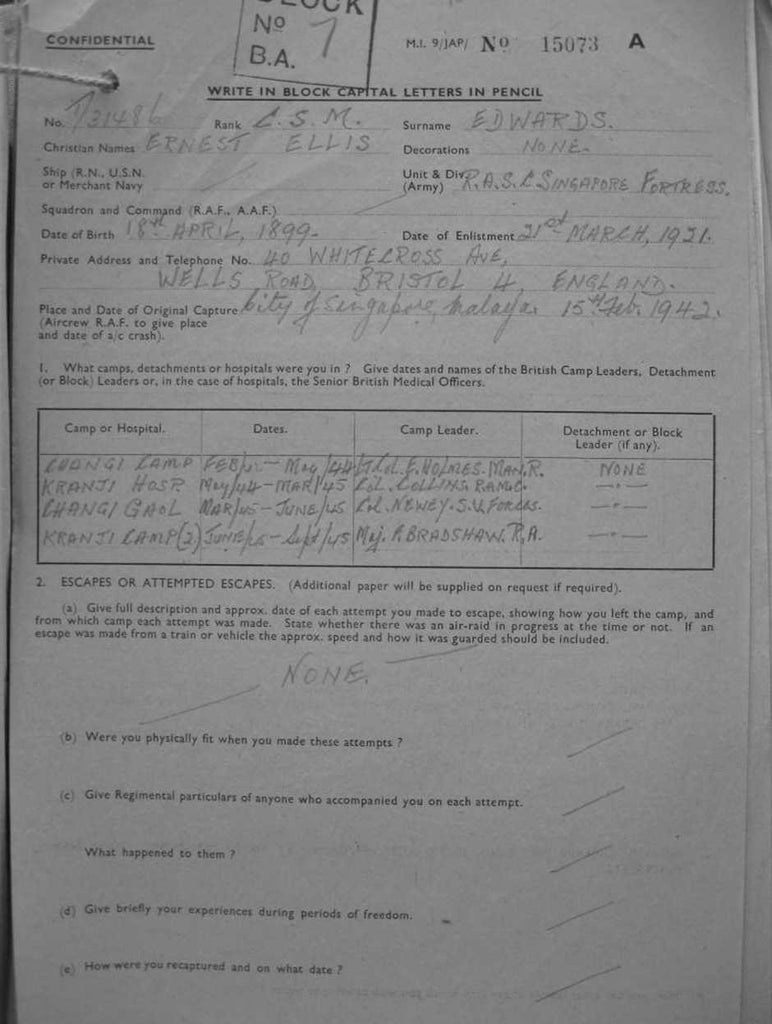 BLOCK
No 7
B.A.
CONFIDENTIAL
M.I. 9/JAP/ No 15073 A
WRITE IN BLOCK CAPITAL LETTERS IN PENCIL
No. T/31486 Rank C.S.M. Surname EDWARDS.
Christian Names ERNEST ELLIS Decorations NONE.
Ship (R.N., U.S.N. or Merchant Navy
Unit & Div. (Army) R.A.S.C SINGAPORE FORTRESS.
Squadron and Command (R.A.F., A.A.F.)
Date of Birth 18th APRIL, 1899. Date of Enlistment 21st MARCH, 1921.
Private Address and Telephone No. 40 WHITECROSS AVE,
WELLS ROAD, BRISTOL 4, ENGLAND.
Place and Date of Original Capture City of Singapore, Malaya. 15th Feb. 1942.
(Aircrew R.A.F. to give place
and date of a/c crash).
1. What camps, detachments or hospitals were you in ? Give dates and names of the British Camp Leaders, Detachment
(or Block) Leaders or, in the case of hospitals, the Senior British Medical Officers.
Camp or Hospital. Dates. Camp Leader. Detachment or Block Leader (if any).
CHANGI CAMP FEB/42 - May/44 Lt.Col. E. HOLMES. MAN.R. NONE
KRANJI HOSP. May/44 - MAR/45 Col. COLLINS R.A.M.C. — " —
CHANGI GAOL MAR/45 - JUNE/45 Col. NEWEY. S.V. FORCES. — " —
KRANJI CAMP (2) JUNE/45 - Sept/45 Maj. P. BRADSHAW. R.A. — " —
2. ESCAPES OR ATTEMPTED ESCAPES. (Additional paper will be supplied on request if required).
(a) Give full description and approx. date of each attempt you made to escape, showing how you left the camp, and
from which camp each attempt was made. State whether there was an air-raid in progress at the time or not. If an
escape was made from a train or vehicle the approx. speed and how it was guarded should be included.
NONE.
(b) Were you physically fit when you made these attempts ?
(c) Give Regimental particulars of anyone who accompanied you on each attempt.
What happened to them ?
(d) Give briefly your experiences during periods of freedom.
(e) How were you recaptured and on what date ?